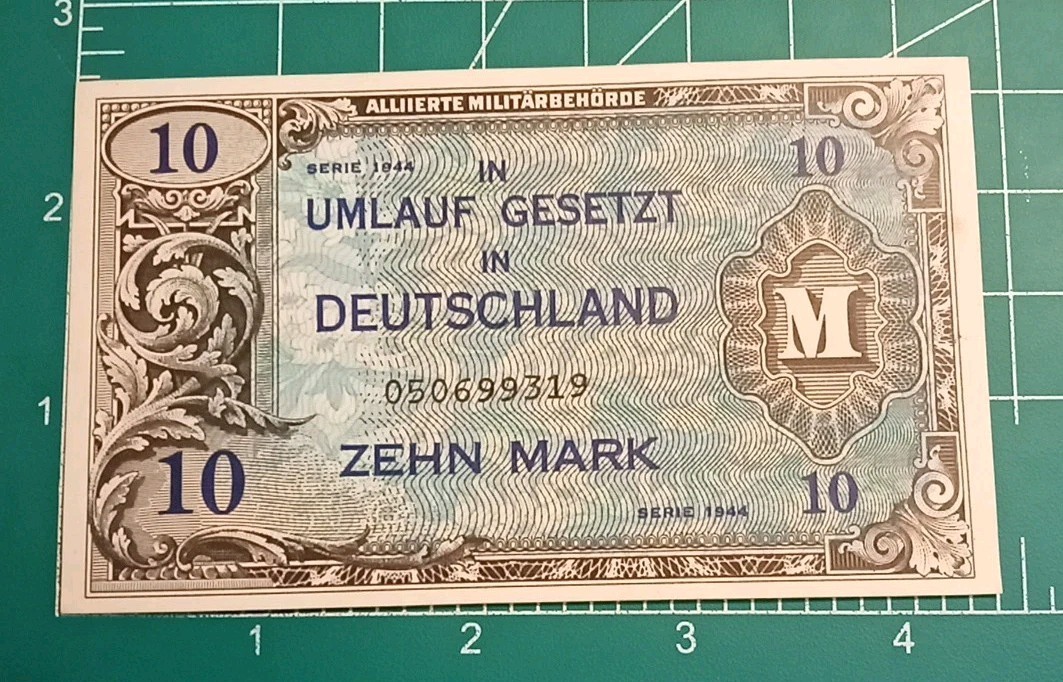 3
ALLIIERTE MILITÄRBEHÖRDE
10
10
SERIE 1944
IN
UMLAUF GESETZT
2
IN
DEUTSCHLAND
M
050699319
1
ZEHN MARK
10
10
SERIE 1944
1 2 3 4